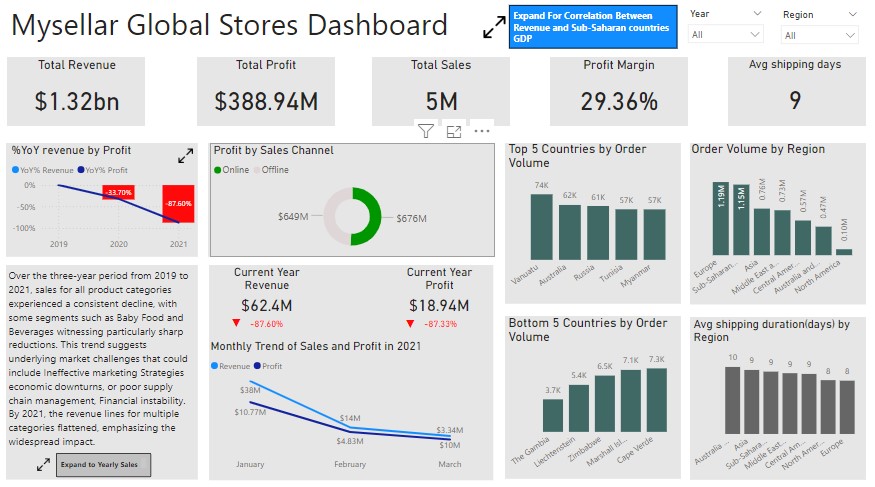 Mysellar Global Stores Dashboard
Expand For Correlation Between
Revenue and Sub-Saharan countries
GDP
Year
All
Region
All
Total Revenue
$1.32bn
Total Profit
$388.94M
Total Sales
5M
Profit Margin
29.36%
Avg shipping days
9
%YoY revenue by Profit
YoY% Revenue YoY% Profit
0%
-50%
-100%
-33.70%
-87.60%
2019 2020 2021
Profit by Sales Channel
Online Offline
$649M
$676M
Top 5 Countries by Order
Volume
74K 62K 61K 57K 57K
Vanuatu Australia Russia Tunisia Myanmar
Order Volume by Region
1.19M 1.15M 0.76M 0.73M 0.57M 0.47M 0.10M
Europe Sub-Saharan... Asia Middle East a... Central Amer... Australia and... North America
Over the three-year period from 2019 to
2021, sales for all product categories
experienced a consistent decline, with
some segments such as Baby Food and
Beverages witnessing particularly sharp
reductions. This trend suggests
underlying market challenges that could
include Ineffective marketing Strategies
economic downturns, or poor supply
chain management, Financial instability.
By 2021, the revenue lines for multiple
categories flattened, emphasizing the
widespread impact.
Expand to Yearly Sales
Current Year
Revenue
$62.4M
-87.60%
Current Year
Profit
$18.94M
-87.33%
Monthly Trend of Sales and Profit in 2021
Revenue Profit
$38M
$10.77M
$14M
$4.83M
$3.34M
$10M
January February March
Bottom 5 Countries by Order
Volume
3.7K 5.4K 6.5K 7.1K 7.3K
The Gambia Liechtenstein Zimbabwe Marshall Isl... Cape Verde
Avg shipping duration(days) by
Region
10 9 9 9 9 8 8
Australia ... Asia Sub-Sahara... Middle East... Central Am... North Amer... Europe